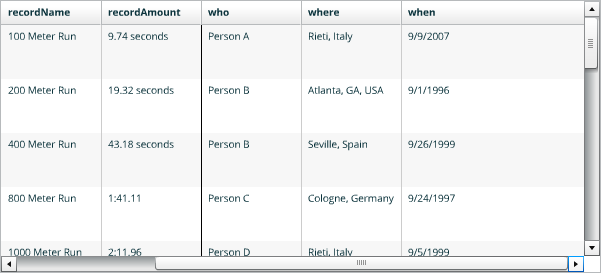 recordName recordAmount who where when
100 Meter Run 9.74 seconds Person A Rieti, Italy 9/9/2007
200 Meter Run 19.32 seconds Person B Atlanta, GA, USA 9/1/1996
400 Meter Run 43.18 seconds Person B Seville, Spain 9/26/1999
800 Meter Run 1:41.11 Person C Cologne, Germany 9/24/1997
1000 Meter Run 2:11.96 Person D Rieti, Italy 9/5/1999